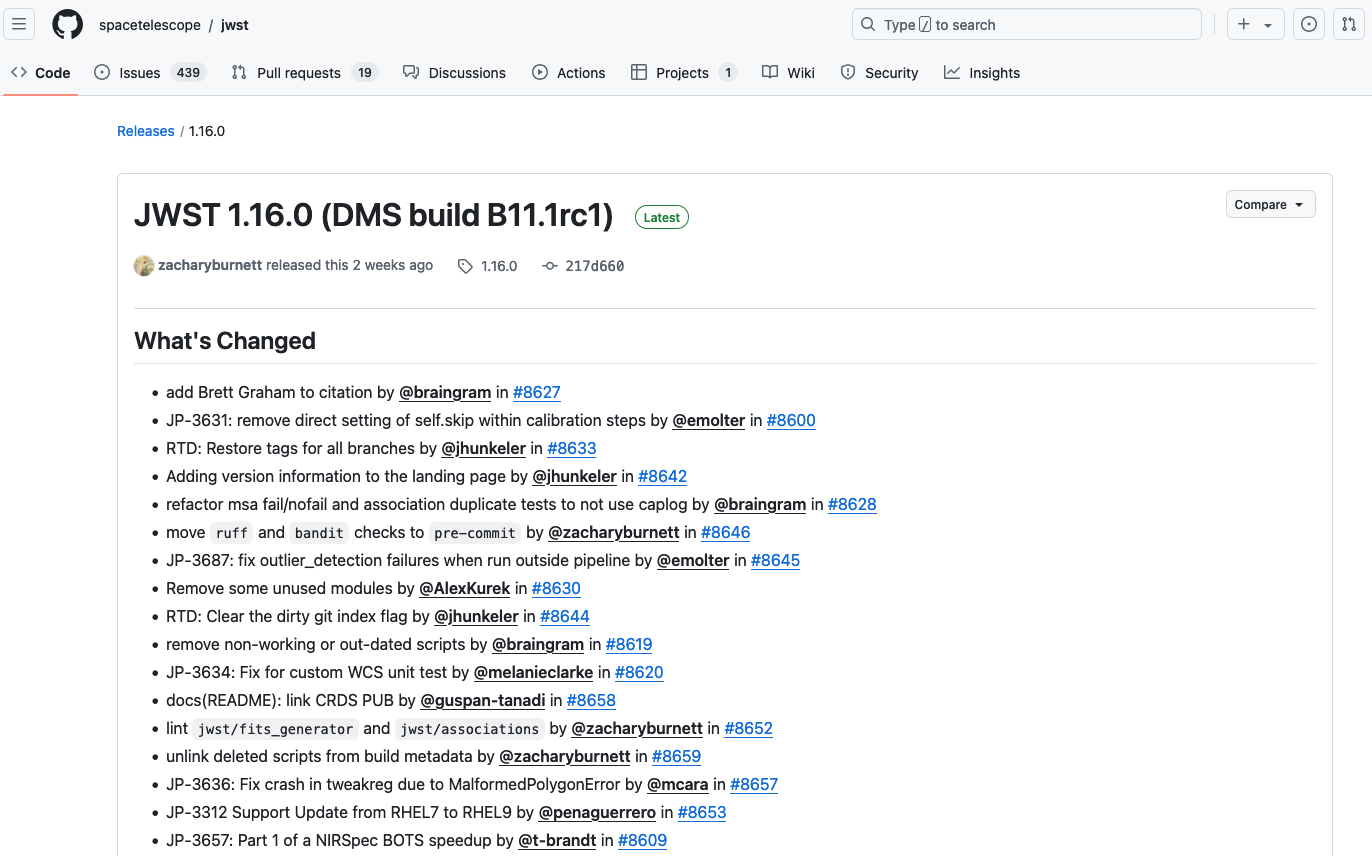 spacetelescope / jwst
Type / to search
Code Issues 439 Pull requests 19 Discussions Actions Projects 1 Wiki Security Insights
Releases / 1.16.0
JWST 1.16.0 (DMS build B11.1rc1) Latest
Compare
zacharyburnett released this 2 weeks ago 1.16.0 217d660
What's Changed
• add Brett Graham to citation by @braingram in #8627
• JP-3631: remove direct setting of self.skip within calibration steps by @emolter in #8600
• RTD: Restore tags for all branches by @jhunkeler in #8633
• Adding version information to the landing page by @jhunkeler in #8642
• refactor msa fail/nofail and association duplicate tests to not use caplog by @braingram in #8628
• move ruff and bandit checks to pre-commit by @zacharyburnett in #8646
• JP-3687: fix outlier_detection failures when run outside pipeline by @emolter in #8645
• Remove some unused modules by @AlexKurek in #8630
• RTD: Clear the dirty git index flag by @jhunkeler in #8644
• remove non-working or out-dated scripts by @braingram in #8619
• JP-3634: Fix for custom WCS unit test by @melanieclarke in #8620
• docs(README): link CRDS PUB by @guspan-tanadi in #8658
• lint jwst/fits_generator and jwst/associations by @zacharyburnett in #8652
• unlink deleted scripts from build metadata by @zacharyburnett in #8659
• JP-3636: Fix crash in tweakreg due to MalformedPolygonError by @mcara in #8657
• JP-3312 Support Update from RHEL7 to RHEL9 by @penaguerrero in #8653
• JP-3657: Part 1 of a NIRSpec BOTS speedup by @t-brandt in #8609